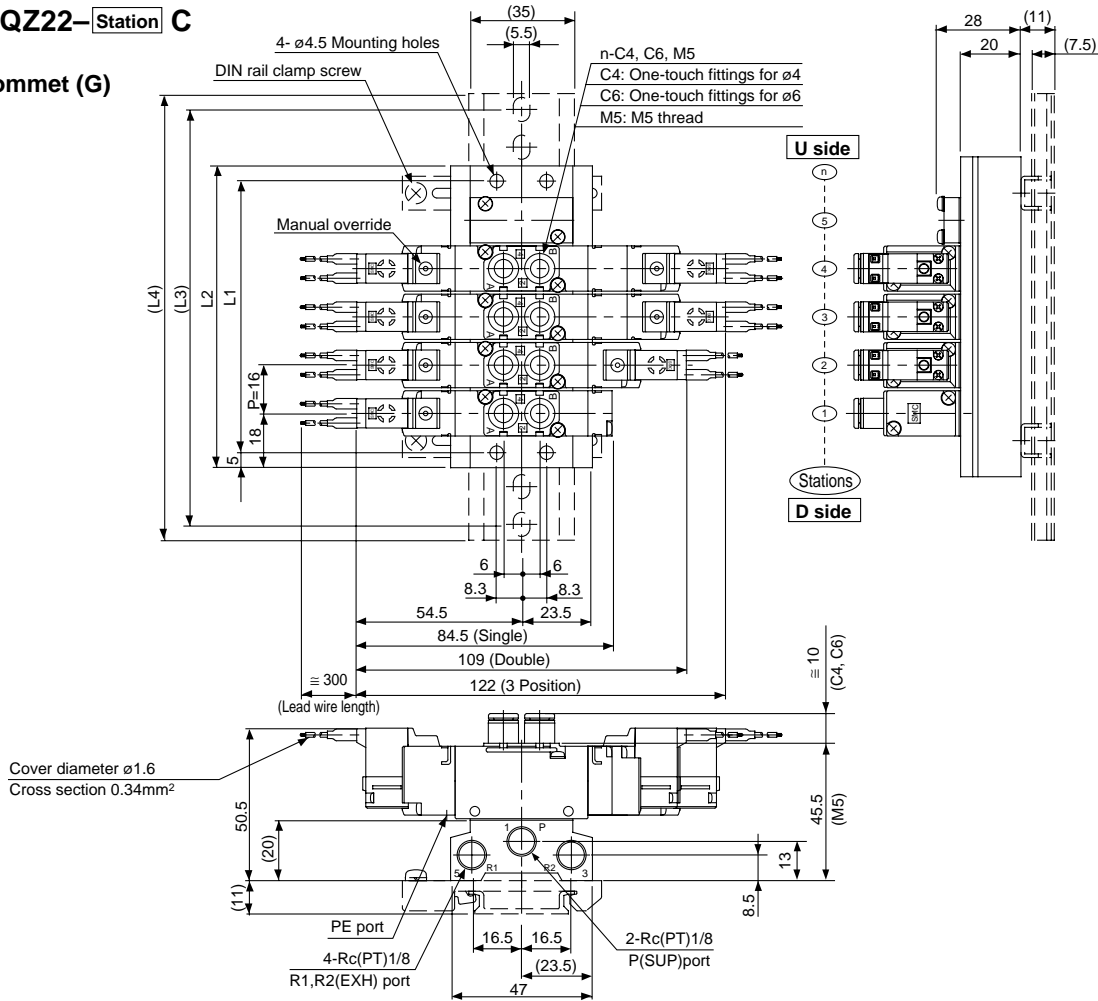 QZ22–Station C
ommet (G)
(35)
(5.5)
4- ø4.5 Mounting holes
DIN rail clamp screw
n-C4, C6, M5
C4: One-touch fittings for ø4
C6: One-touch fittings for ø6
M5: M5 thread
28
(11)
20
(7.5)
U side
n
5
4
3
2
1
Stations
D side
Manual override
(L4)
(L3)
L2
L1
P=16
18
5
A
B
A
B
A
B
A
B
SMC
6
6
8.3
8.3
54.5
23.5
84.5 (Single)
109 (Double)
122 (3 Position)
≅ 300
(Lead wire length)
≅ 10
(C4, C6)
Cover diameter ø1.6
Cross section 0.34mm²
50.5
(20)
(11)
1
P
5
R1
R2
3
45.5
(M5)
13
8.5
PE port
4-Rc(PT)1/8
R1,R2(EXH) port
16.5
16.5
(23.5)
47
2-Rc(PT)1/8
P(SUP)port